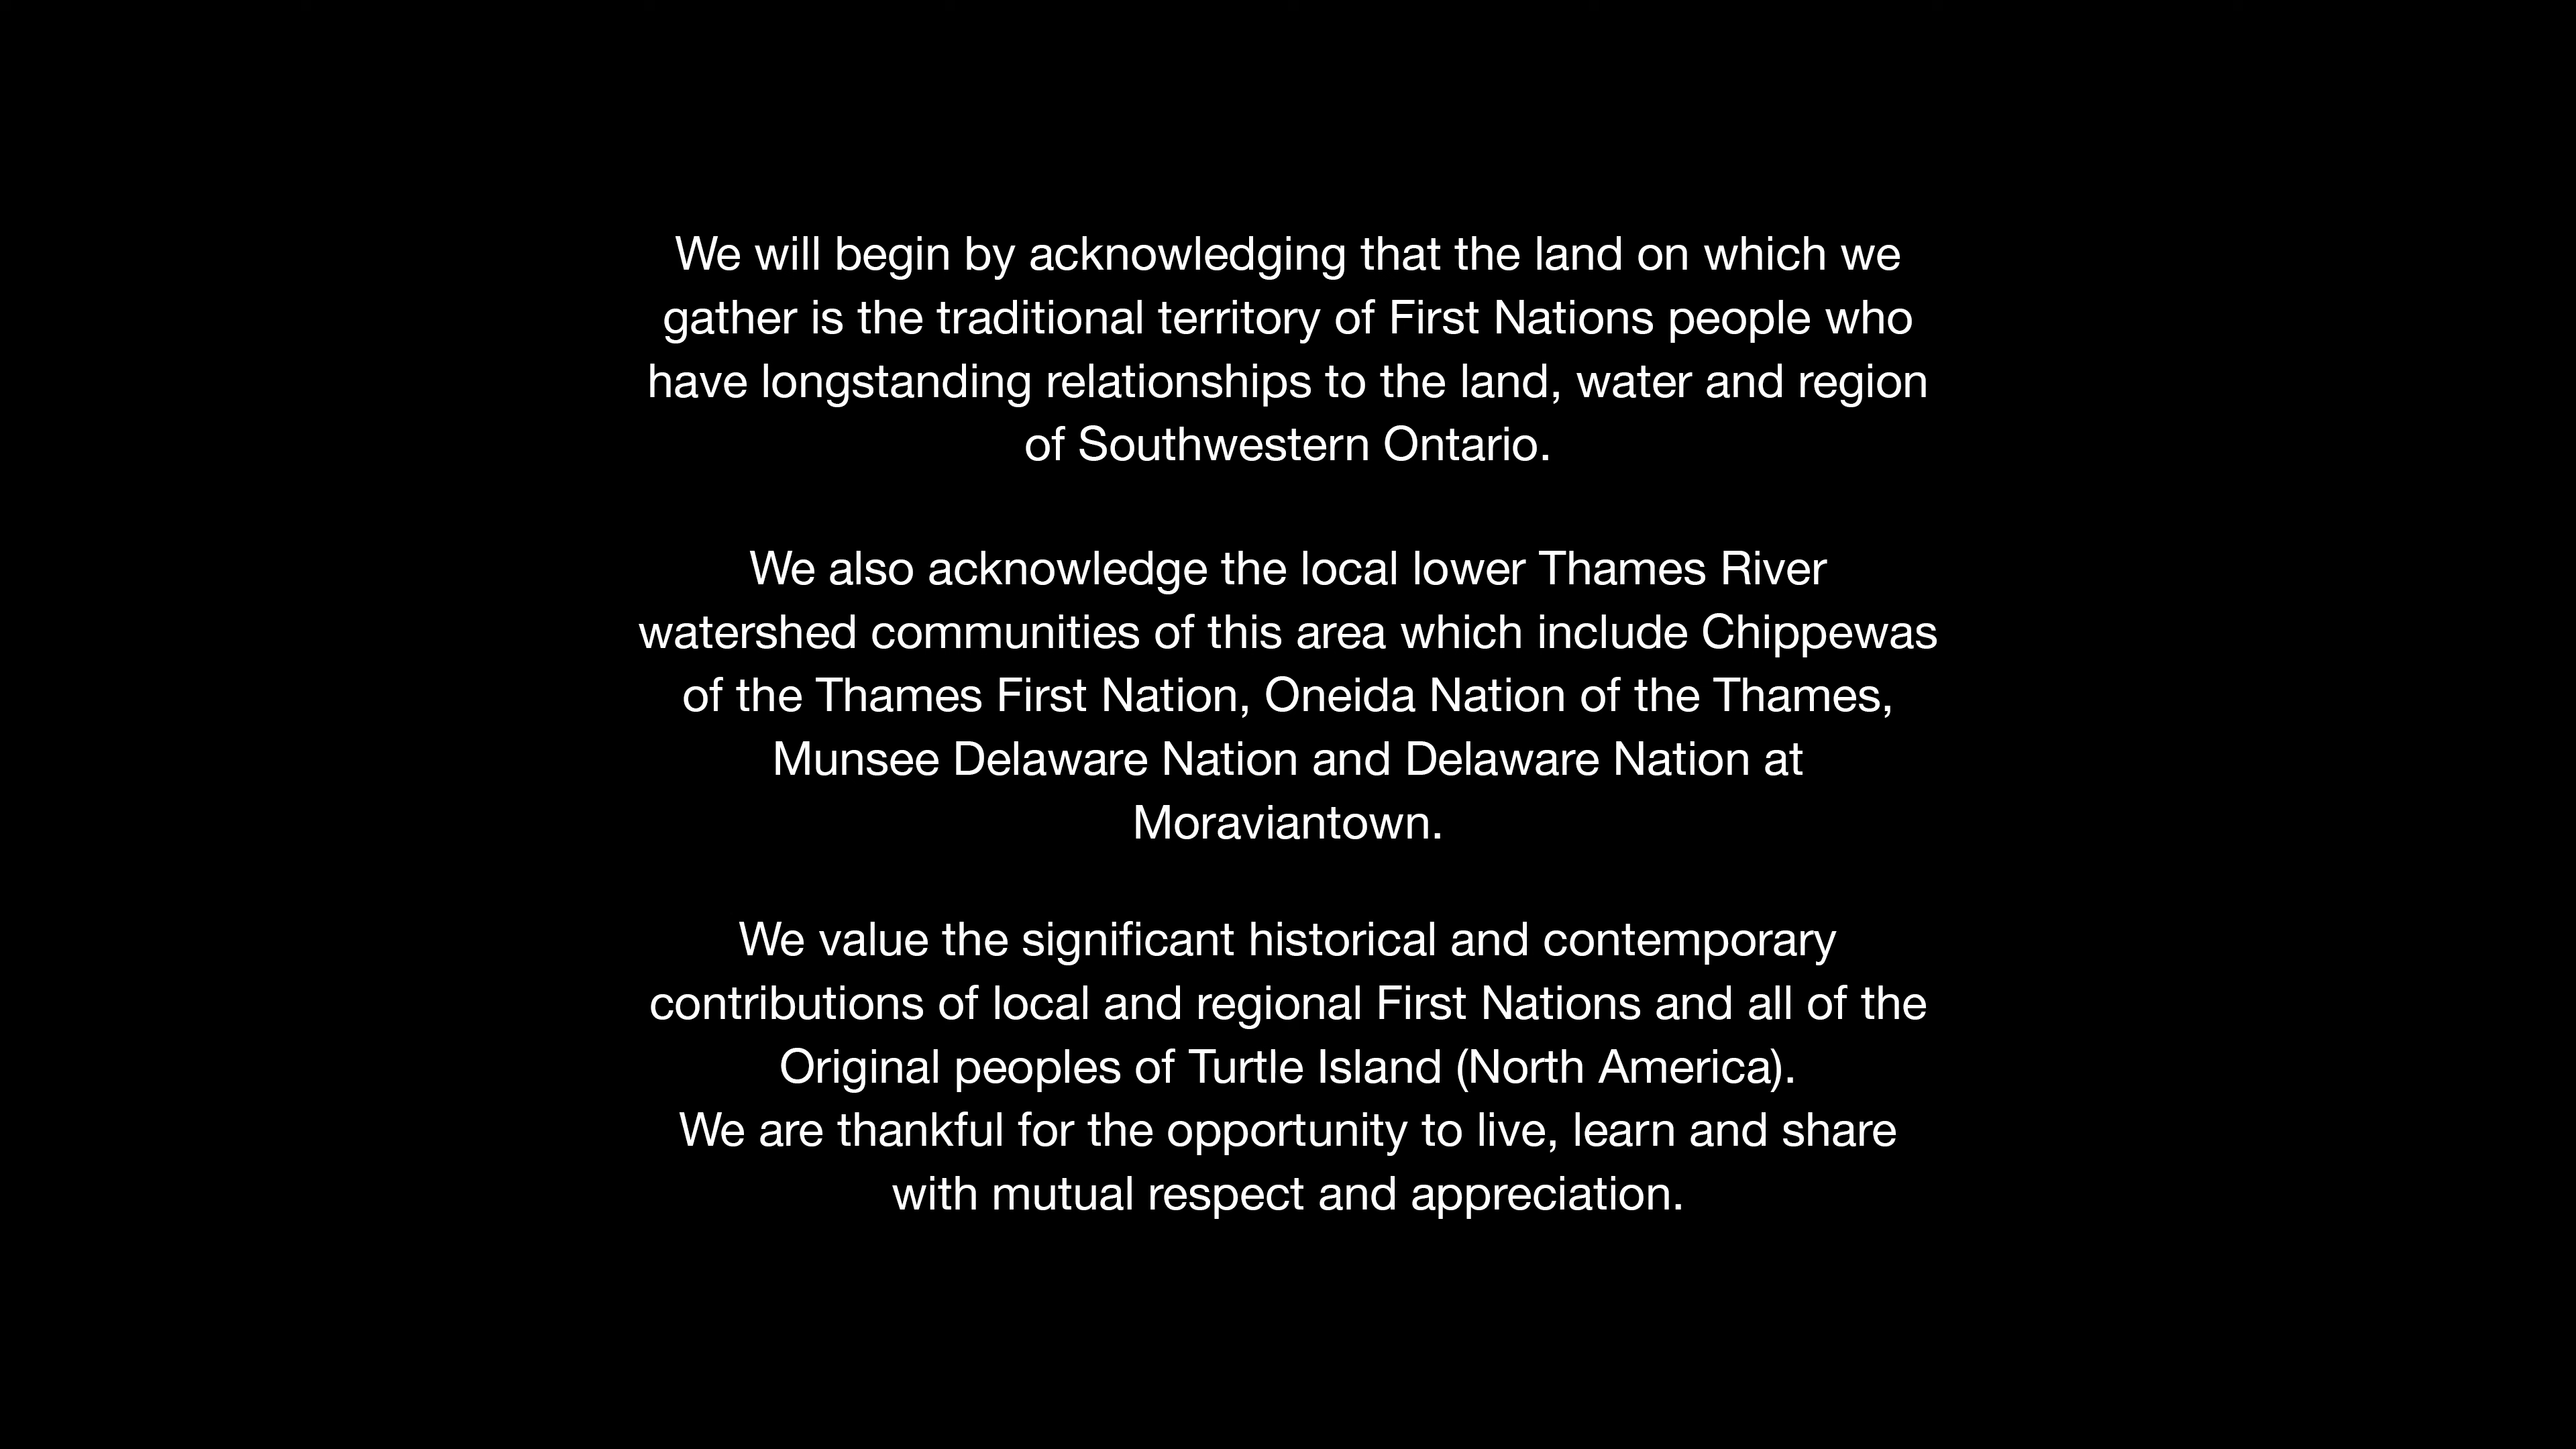 We will begin by acknowledging that the land on which we
gather is the traditional territory of First Nations people who
have longstanding relationships to the land, water and region
of Southwestern Ontario.
We also acknowledge the local lower Thames River
watershed communities of this area which include Chippewas
of the Thames First Nation, Oneida Nation of the Thames,
Munsee Delaware Nation and Delaware Nation at
Moraviantown.
We value the significant historical and contemporary
contributions of local and regional First Nations and all of the
Original peoples of Turtle Island (North America).
We are thankful for the opportunity to live, learn and share
with mutual respect and appreciation.